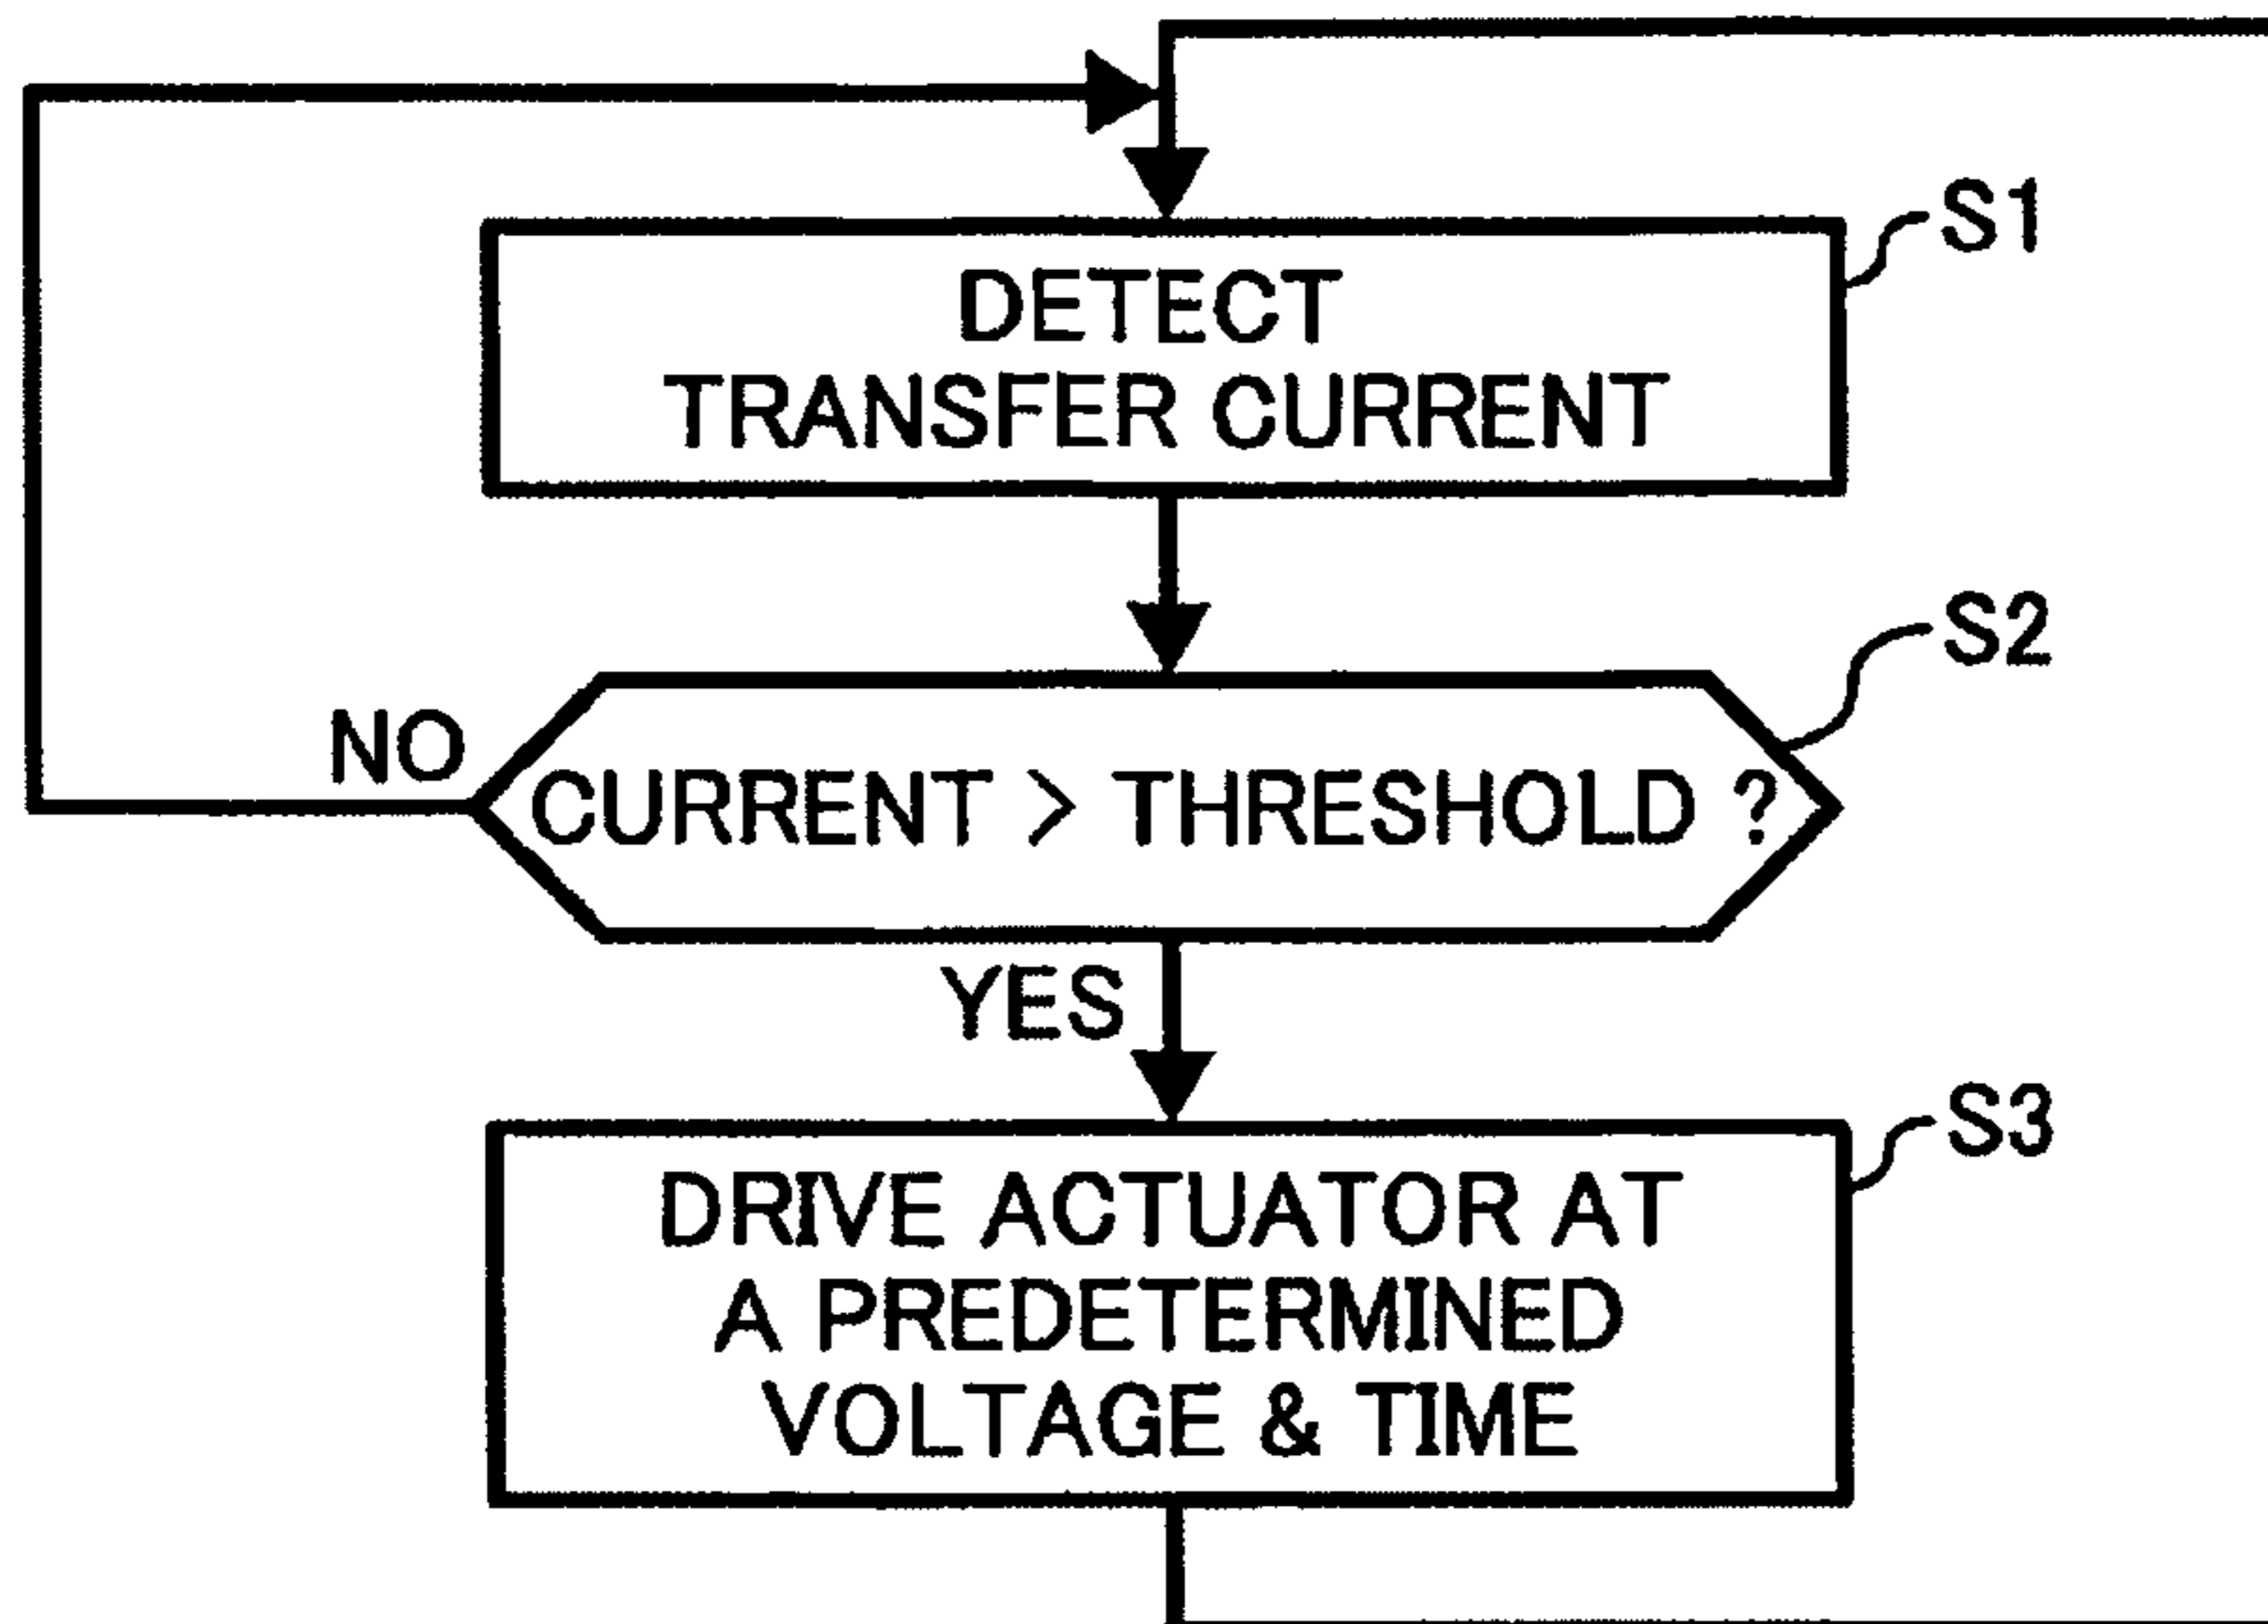 S1
DETECT
TRANSFER CURRENT
S2
NO
CURRENT > THRESHOLD ?
YES
S3
DRIVE ACTUATOR AT
A PREDETERMINED
VOLTAGE & TIME